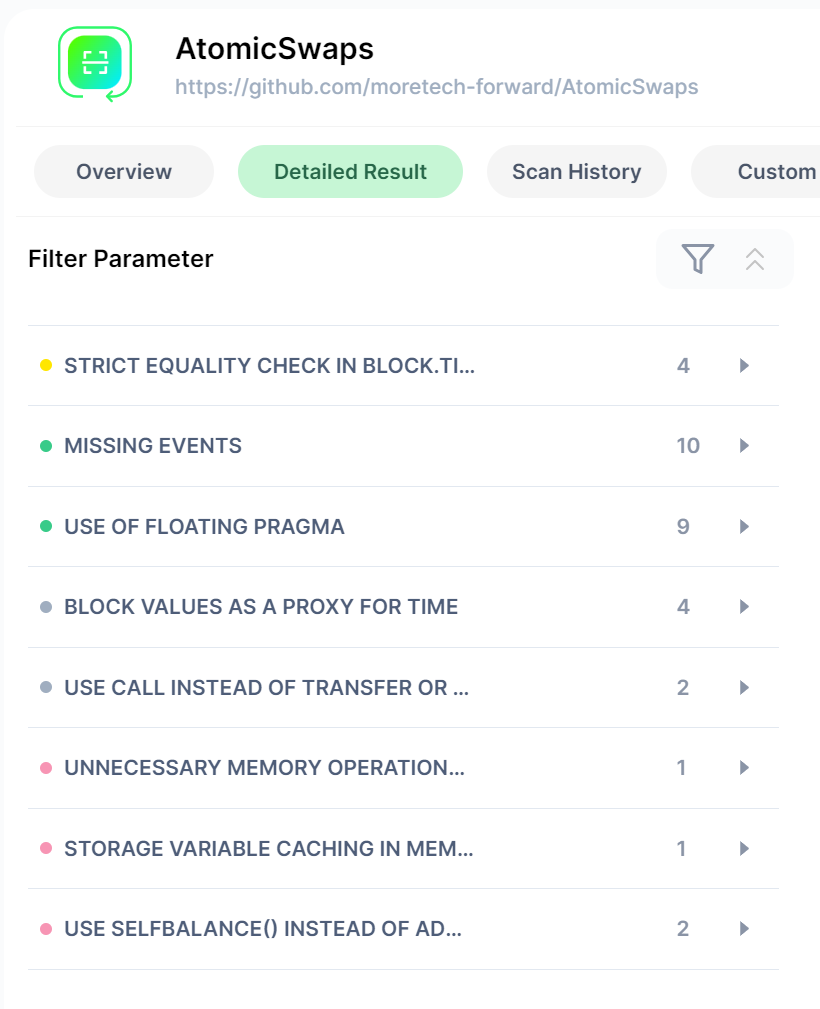 AtomicSwaps
https://github.com/moretech-forward/AtomicSwaps
Overview
Detailed Result
Scan History
Custom
Filter Parameter
STRICT EQUALITY CHECK IN BLOCK.TI... 4
MISSING EVENTS 10
USE OF FLOATING PRAGMA 9
BLOCK VALUES AS A PROXY FOR TIME 4
USE CALL INSTEAD OF TRANSFER OR ... 2
UNNECESSARY MEMORY OPERATION... 1
STORAGE VARIABLE CACHING IN MEM... 1
USE SELFBALANCE() INSTEAD OF AD... 2